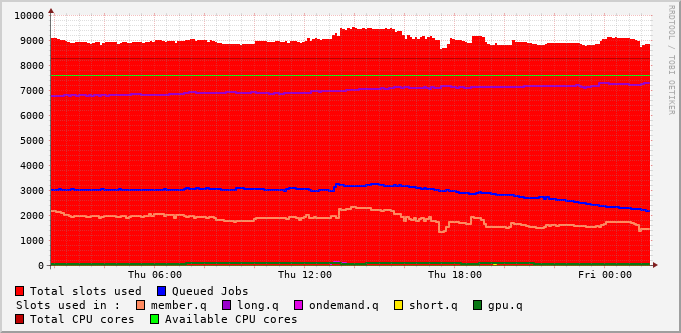 10000
9000
8000
7000
6000
5000
4000
3000
2000
1000
0
Thu 06:00 Thu 12:00 Thu 18:00 Fri 00:00
RRDTOOL / TOBI OETIKER
Total slots used Queued Jobs
Slots used in : member.q long.q ondemand.q short.q gpu.q
Total CPU cores Available CPU cores